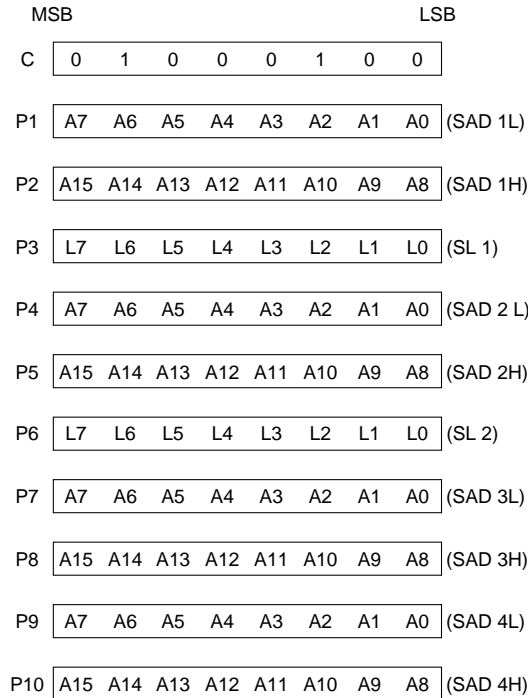 MSB LSB
C 0 1 0 0 0 1 0 0
P1 A7 A6 A5 A4 A3 A2 A1 A0 (SAD 1L)
P2 A15 A14 A13 A12 A11 A10 A9 A8 (SAD 1H)
P3 L7 L6 L5 L4 L3 L2 L1 L0 (SL 1)
P4 A7 A6 A5 A4 A3 A2 A1 A0 (SAD 2 L)
P5 A15 A14 A13 A12 A11 A10 A9 A8 (SAD 2H)
P6 L7 L6 L5 L4 L3 L2 L1 L0 (SL 2)
P7 A7 A6 A5 A4 A3 A2 A1 A0 (SAD 3L)
P8 A15 A14 A13 A12 A11 A10 A9 A8 (SAD 3H)
P9 A7 A6 A5 A4 A3 A2 A1 A0 (SAD 4L)
P10 A15 A14 A13 A12 A11 A10 A9 A8 (SAD 4H)